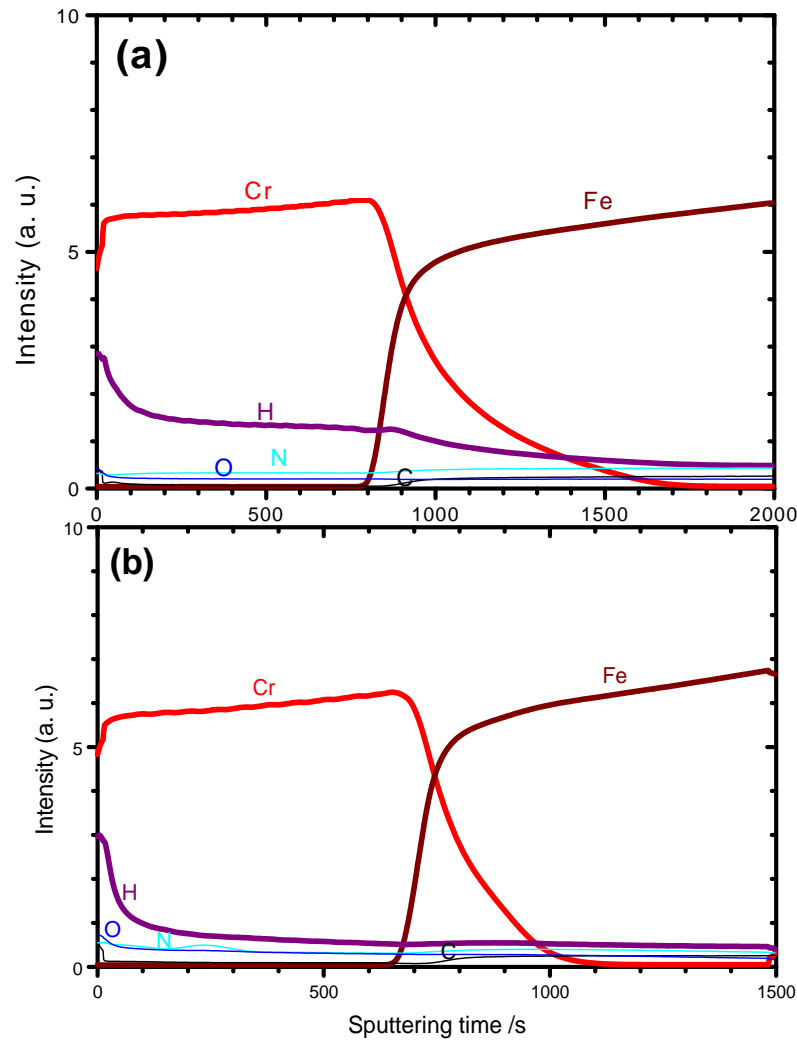 10
(a)
Cr
Fe
5
Intensity (a. u.)
H
N
O
C
0
0 500 1000 1500 2000
10
(b)
Cr
Fe
5
Intensity (a. u.)
H
O
N
C
0
0 500 1000 1500
Sputtering time /s